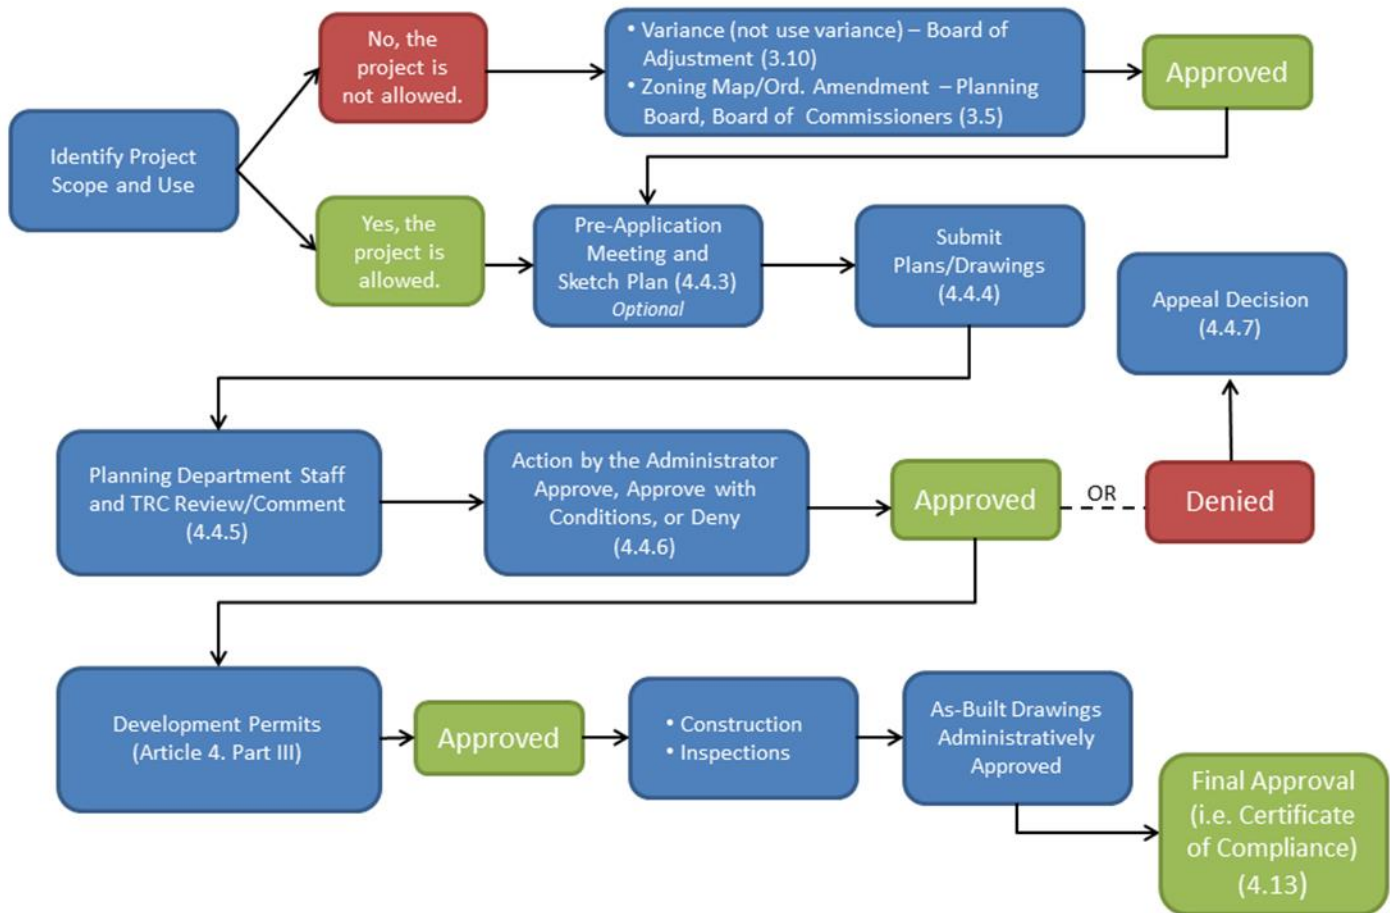 No, the
project is
not allowed.
• Variance (not use variance) – Board of
Adjustment (3.10)
• Zoning Map/Ord. Amendment – Planning
Board, Board of Commissioners (3.5)
Approved
Identify Project
Scope and Use
Yes, the
project is
allowed.
Pre-Application
Meeting and
Sketch Plan (4.4.3)
Optional
Submit
Plans/Drawings
(4.4.4)
Appeal Decision
(4.4.7)
Planning Department Staff
and TRC Review/Comment
(4.4.5)
Action by the Administrator
Approve, Approve with
Conditions, or Deny
(4.4.6)
Approved
OR
Denied
Development Permits
(Article 4. Part III)
Approved
• Construction
• Inspections
As-Built Drawings
Administratively
Approved
Final Approval
(i.e. Certificate
of Compliance)
(4.13)